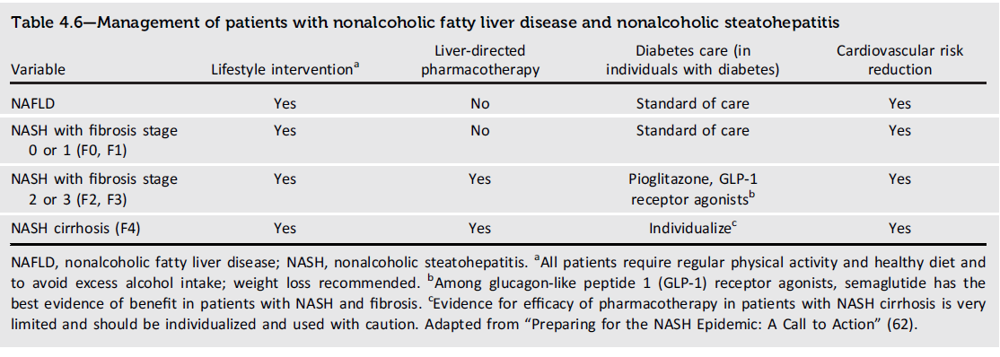 Table 4.6—Management of patients with nonalcoholic fatty liver disease and nonalcoholic steatohepatitis
Variable Lifestyle interventionᵃ Liver-directed pharmacotherapy Diabetes care (in individuals with diabetes) Cardiovascular risk reduction
NAFLD Yes No Standard of care Yes
NASH with fibrosis stage 0 or 1 (F0, F1) Yes No Standard of care Yes
NASH with fibrosis stage 2 or 3 (F2, F3) Yes Yes Pioglitazone, GLP-1 receptor agonistsᵇ Yes
NASH cirrhosis (F4) Yes Yes Individualizeᶜ Yes
NAFLD, nonalcoholic fatty liver disease; NASH, nonalcoholic steatohepatitis. ᵃAll patients require regular physical activity and healthy diet and
to avoid excess alcohol intake; weight loss recommended. ᵇAmong glucagon-like peptide 1 (GLP-1) receptor agonists, semaglutide has the
best evidence of benefit in patients with NASH and fibrosis. ᶜEvidence for efficacy of pharmacotherapy in patients with NASH cirrhosis is very
limited and should be individualized and used with caution. Adapted from “Preparing for the NASH Epidemic: A Call to Action” (62).